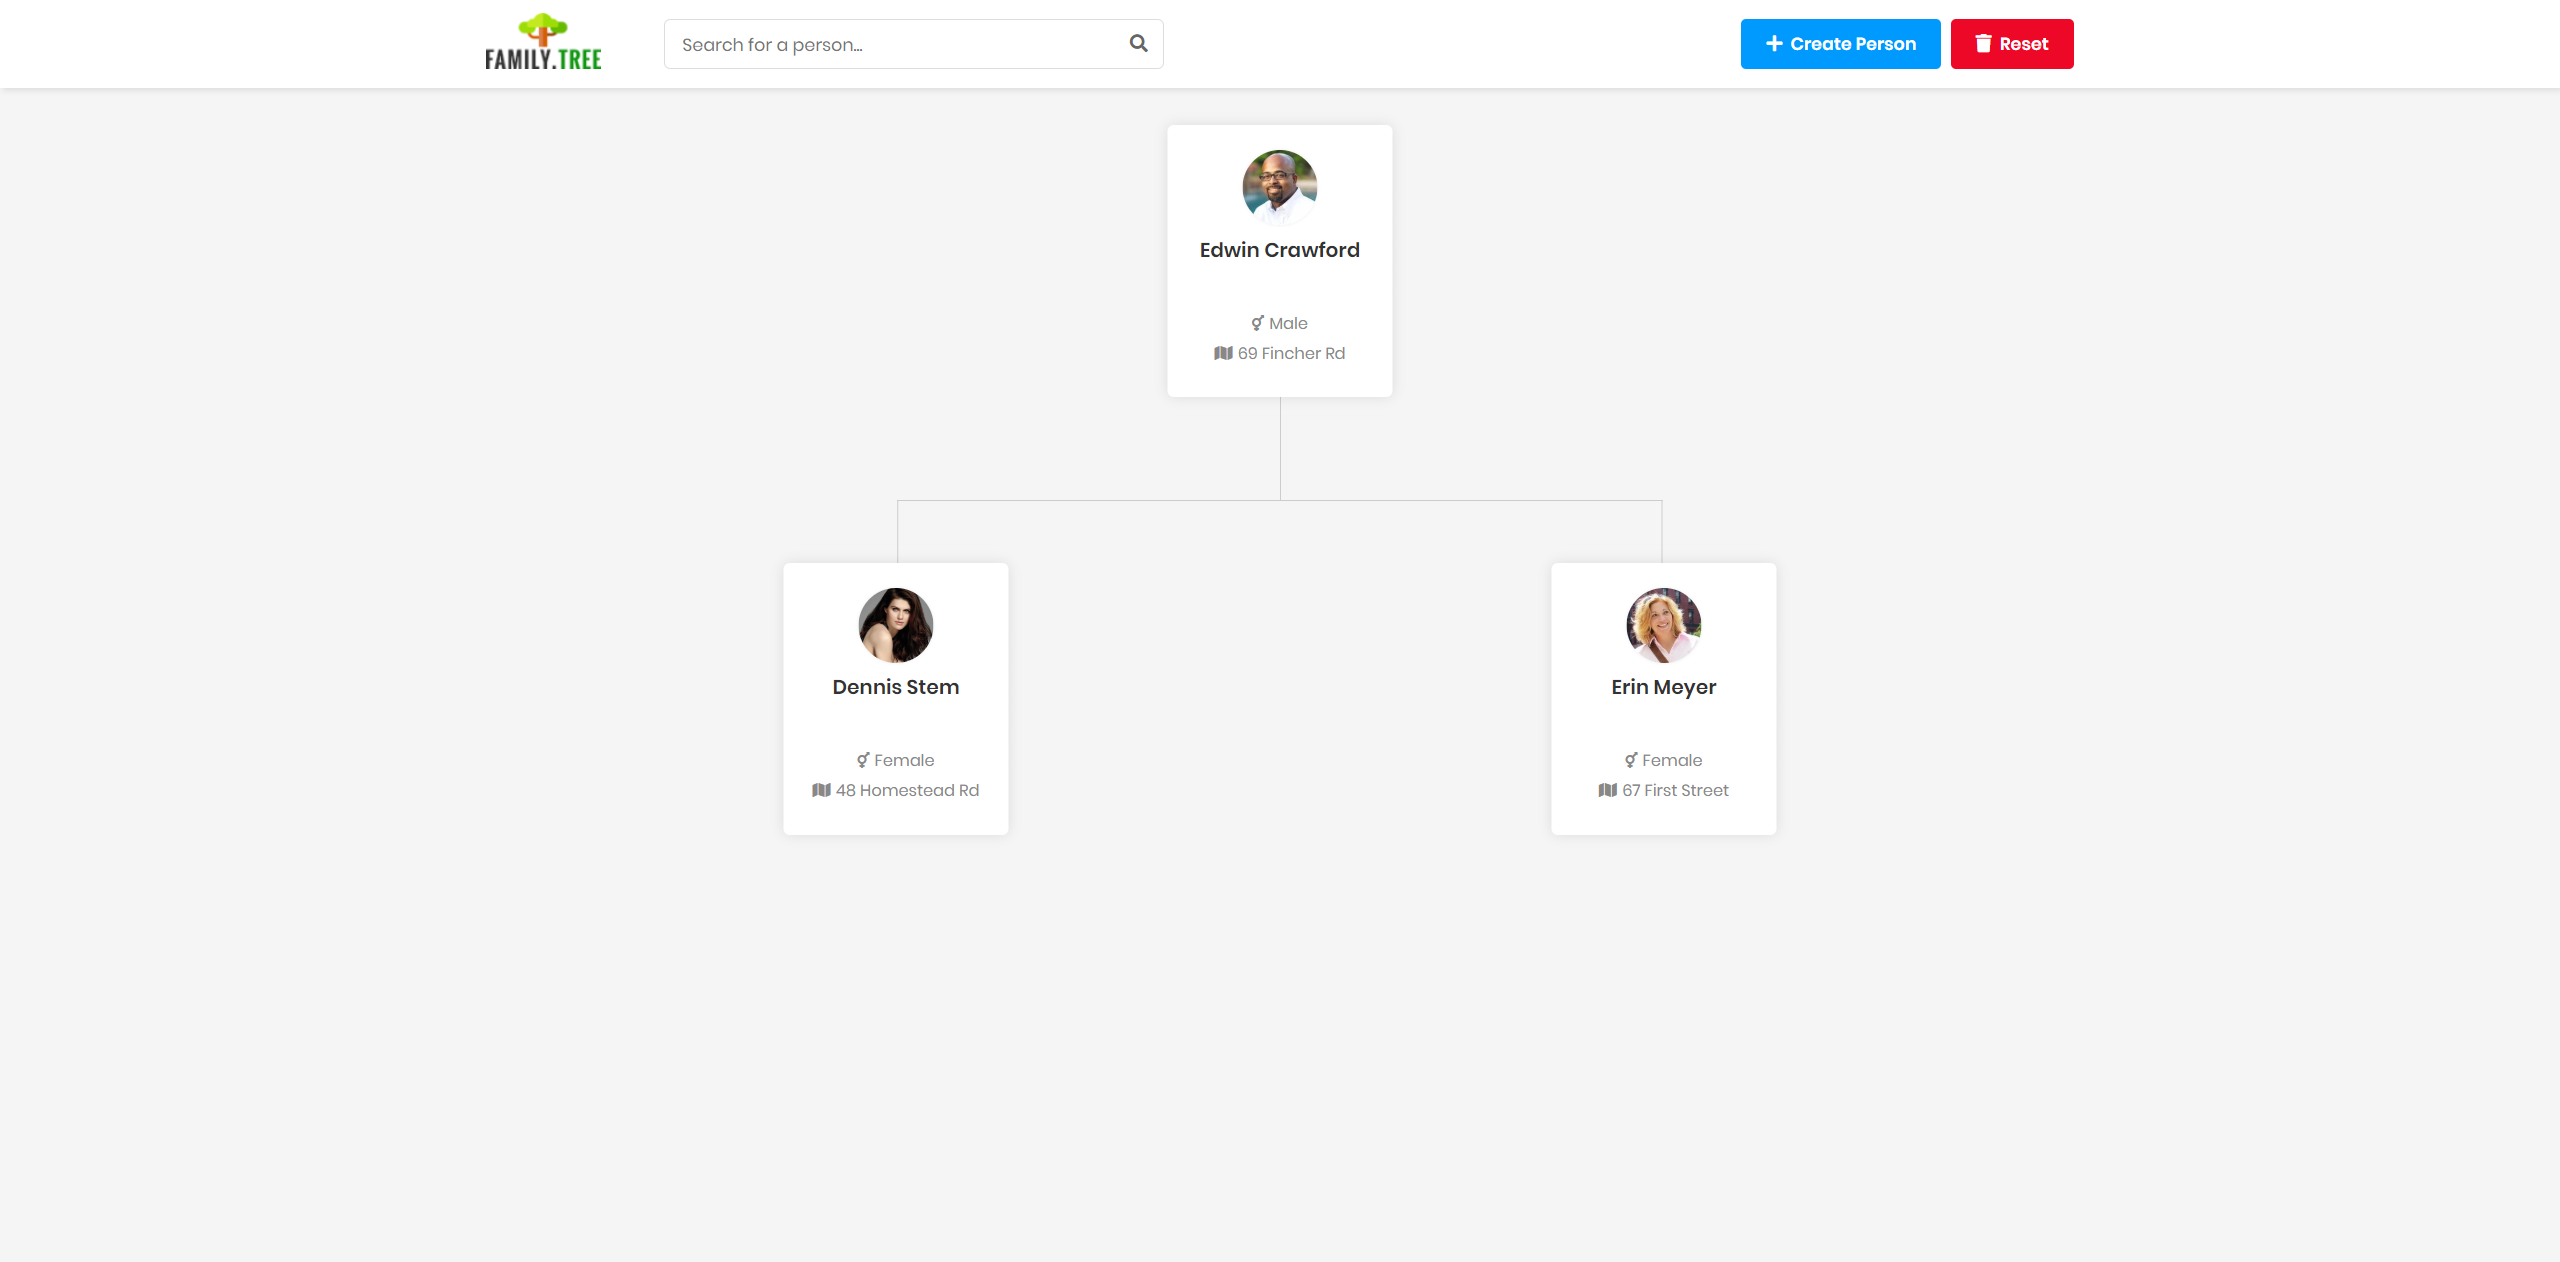 FAMILY.TREE
Search for a person...
Create Person
Reset
Edwin Crawford
Male
69 Fincher Rd
Dennis Stem
Female
48 Homestead Rd
Erin Meyer
Female
67 First Street